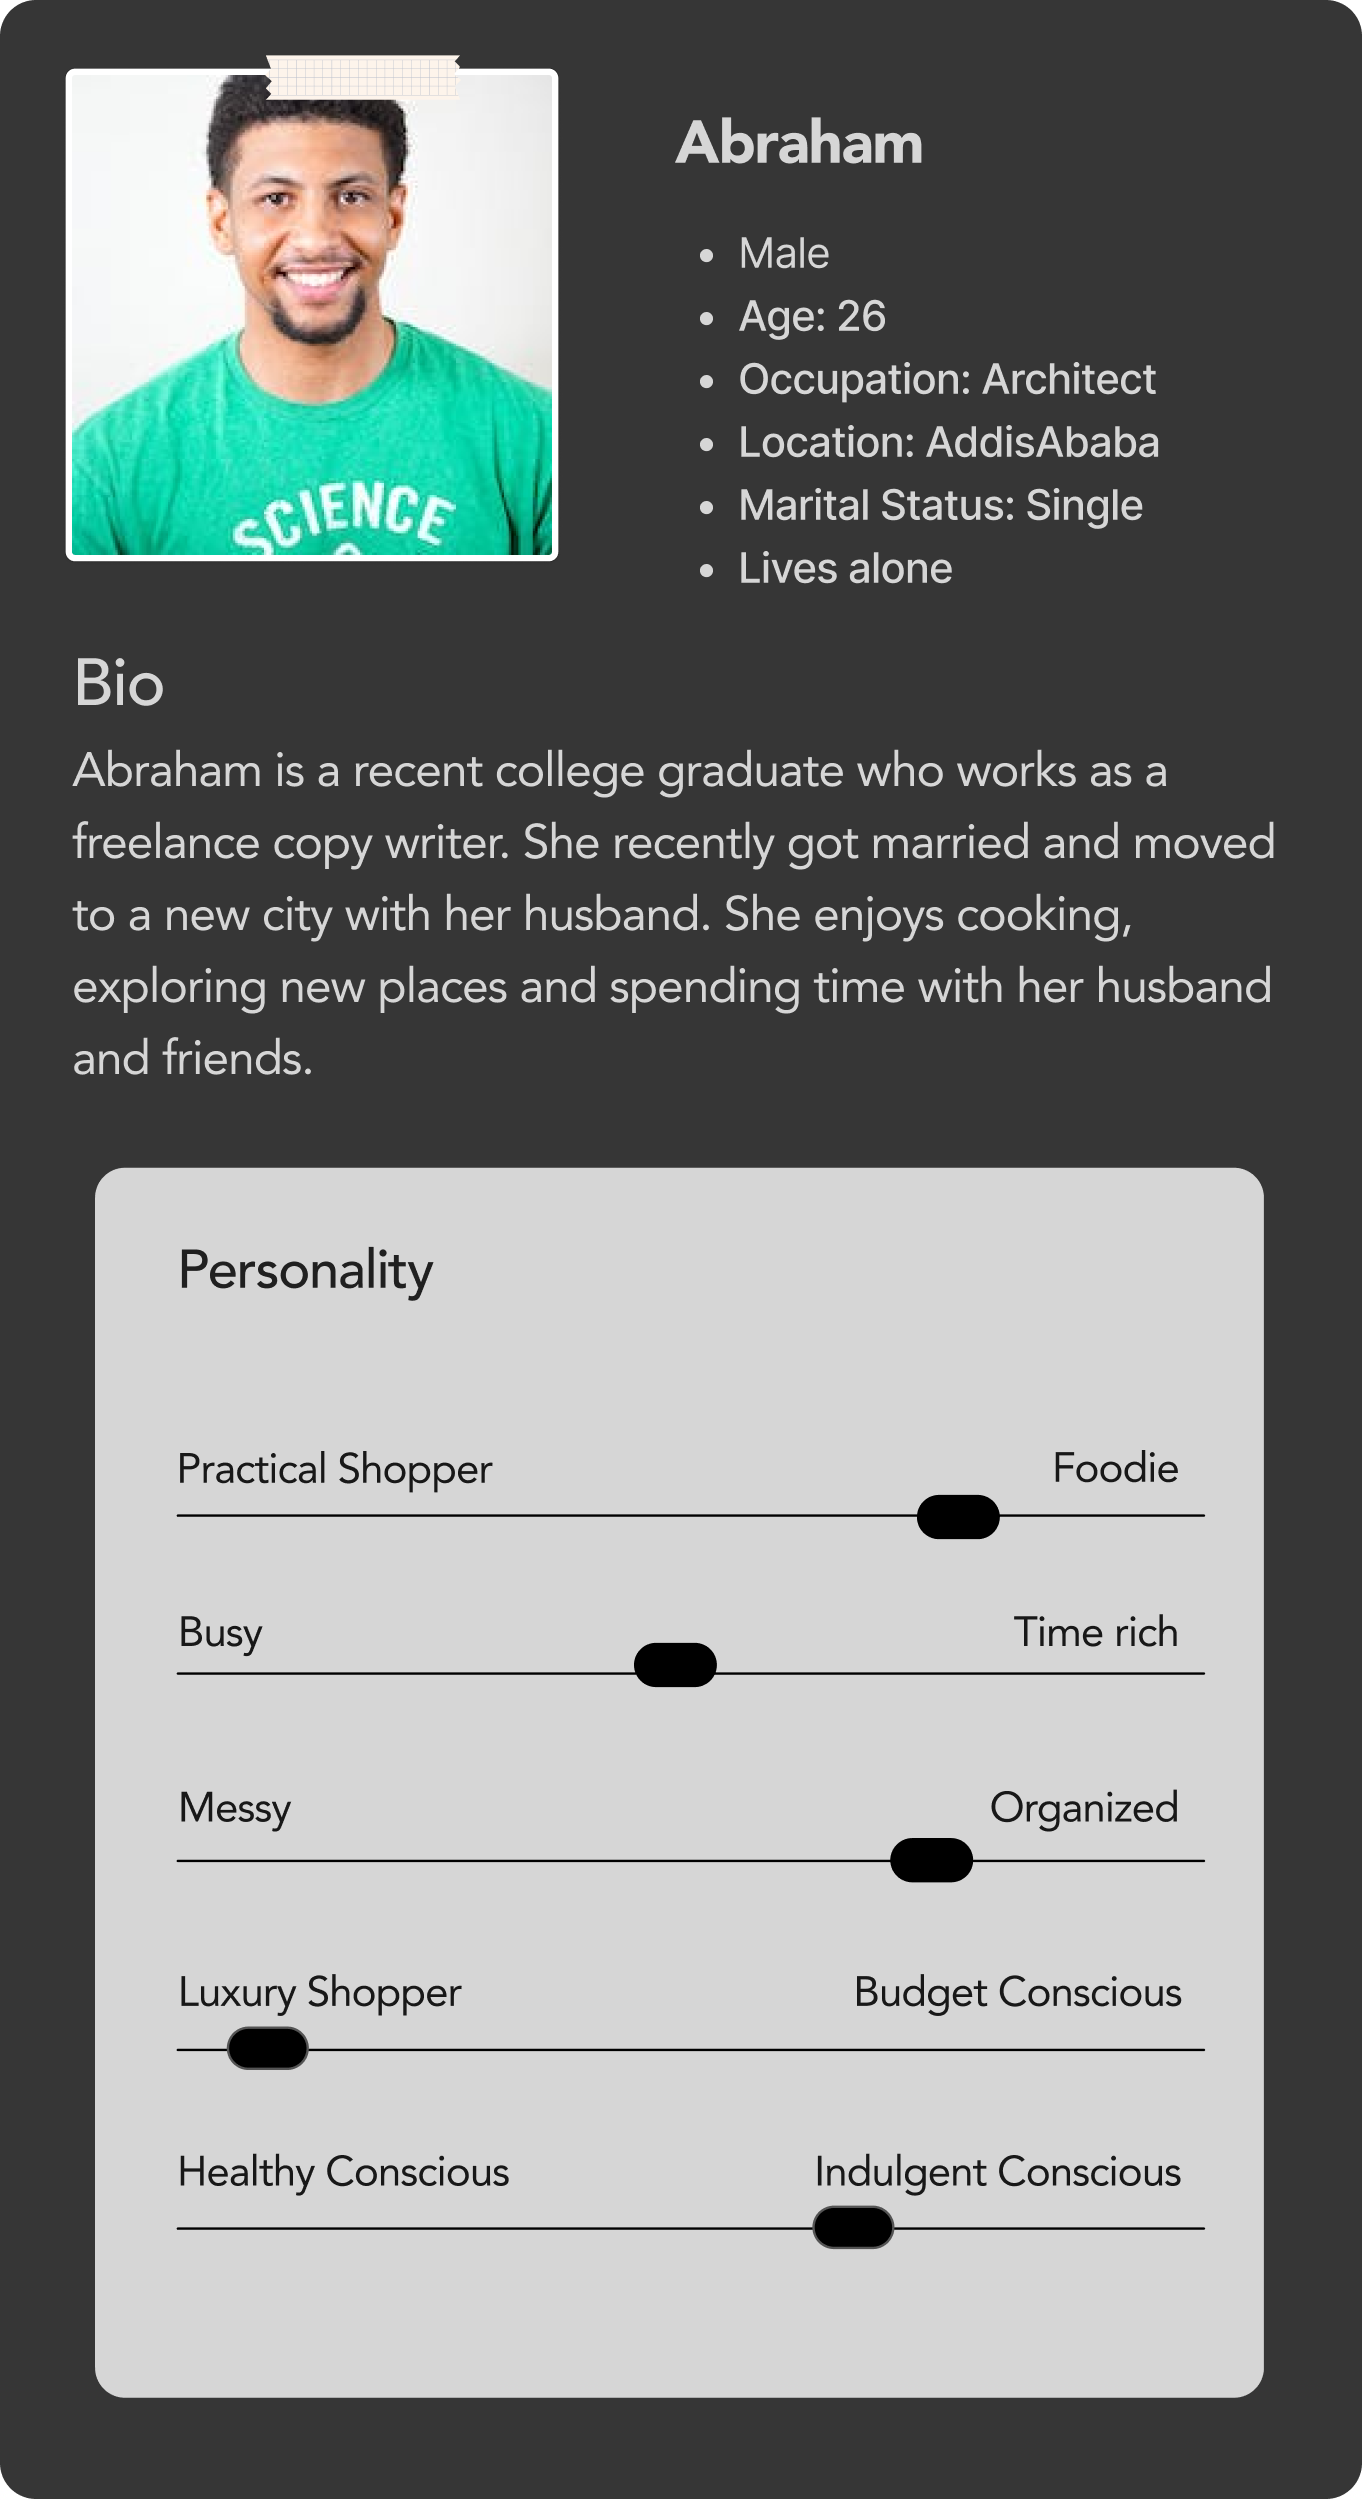 SCIENCE
Abraham
Male
Age: 26
Occupation: Architect
Location: AddisAbaba
Marital Status: Single
Lives alone
Bio
Abraham is a recent college graduate who works as a
freelance copy writer. She recently got married and moved
to a new city with her husband. She enjoys cooking,
exploring new places and spending time with her husband
and friends.
Personality
Practical Shopper Foodie
Busy Time rich
Messy Organized
Luxury Shopper Budget Conscious
Healthy Conscious Indulgent Conscious